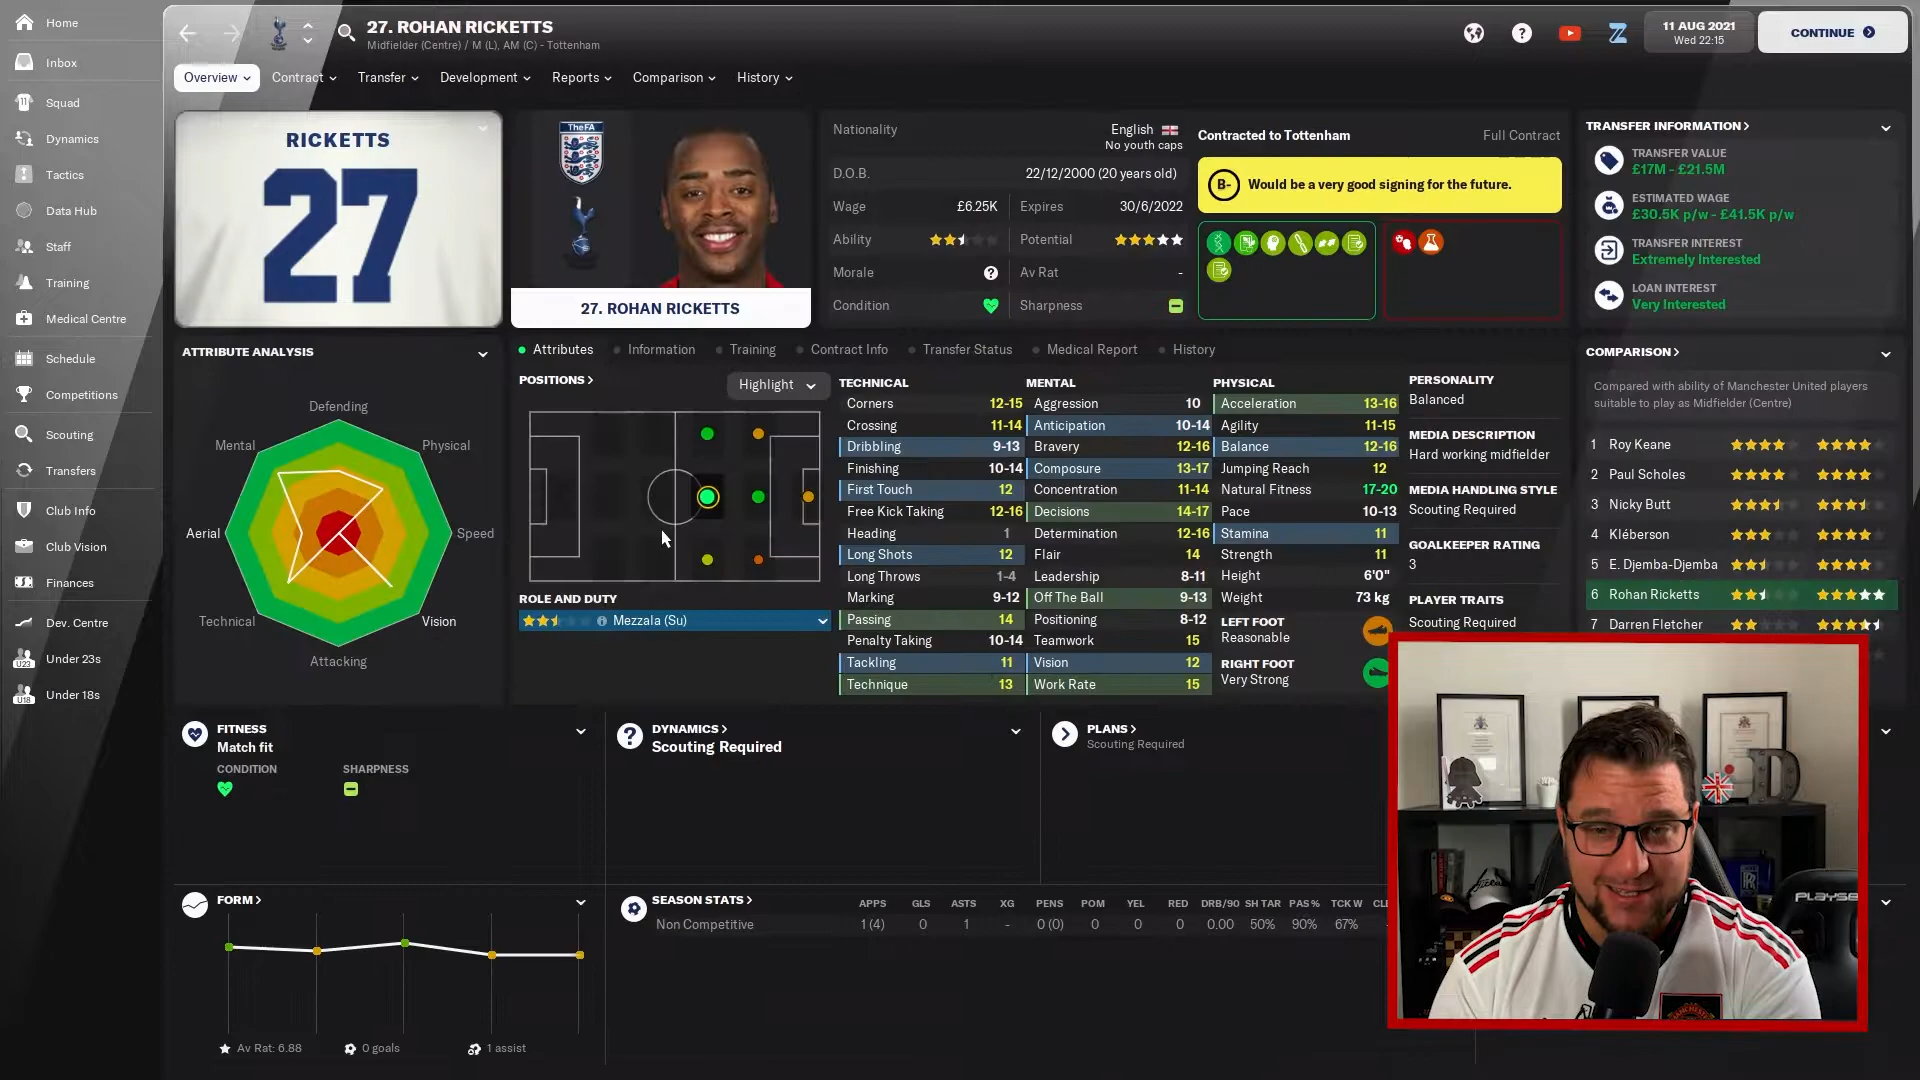 Home
Inbox
Squad
Dynamics
Tactics
Data Hub
Staff
Training
Medical Centre
Schedule
Competitions
Scouting
Transfers
Club Info
Club Vision
Finances
Dev. Centre
U23 Under 23s
U18 Under 18s
27. ROHAN RICKETTS
Midfielder (Centre) / M (L), AM (C) - Tottenham
11 AUG 2021
Wed 22:15
CONTINUE
Overview Contract Transfer Development Reports Comparison History
RICKETTS
27
The FA
27. ROHAN RICKETTS
Nationality English
No youth caps
D.O.B. 22/12/2000 (20 years old)
Wage £6.25K Expires 30/6/2022
Ability Potential
Morale ? Av Rat -
Condition Sharpness
Contracted to Tottenham Full Contract
B- Would be a very good signing for the future.
TRANSFER INFORMATION >
TRANSFER VALUE
£17M - £21.5M
ESTIMATED WAGE
£30.5K p/w - £41.5K p/w
TRANSFER INTEREST
Extremely Interested
LOAN INTEREST
Very Interested
ATTRIBUTE ANALYSIS
Defending
Mental Physical
Aerial Speed
Technical Vision
Attacking
Attributes Information Training Contract Info Transfer Status Medical Report History
POSITIONS > Highlight
ROLE AND DUTY
Mezzala (Su)
TECHNICAL
Corners 12-15
Crossing 11-14
Dribbling 9-13
Finishing 10-14
First Touch 12
Free Kick Taking 12-16
Heading 1
Long Shots 12
Long Throws 1-4
Marking 9-12
Passing 14
Penalty Taking 10-14
Tackling 11
Technique 13
MENTAL
Aggression 10
Anticipation 10-14
Bravery 12-16
Composure 13-17
Concentration 11-14
Decisions 14-17
Determination 12-16
Flair 14
Leadership 8-11
Off The Ball 9-13
Positioning 8-12
Teamwork 15
Vision 12
Work Rate 15
PHYSICAL
Acceleration 13-16
Agility 11-15
Balance 12-16
Jumping Reach 12
Natural Fitness 17-20
Pace 10-13
Stamina 11
Strength 11
Height 6'0"
Weight 73 kg
LEFT FOOT
Reasonable
RIGHT FOOT
Very Strong
PERSONALITY
Balanced
MEDIA DESCRIPTION
Hard working midfielder
MEDIA HANDLING STYLE
Scouting Required
GOALKEEPER RATING
3
PLAYER TRAITS
Scouting Required
COMPARISON >
Compared with ability of Manchester United players
suitable to play as Midfielder (Centre)
1 Roy Keane
2 Paul Scholes
3 Nicky Butt
4 Kléberson
5 E. Djemba-Djemba
6 Rohan Ricketts
7 Darren Fletcher
FITNESS
Match fit
CONDITION SHARPNESS
DYNAMICS >
Scouting Required
PLANS >
Scouting Required
FORM >
Av Rat: 6.88 0 goals 1 assist
SEASON STATS > APPS GLS ASTS XG PENS POM YEL RED DRB/90 SH TAR PAS % TCK W
Non Competitive 1 (4) 0 1 - 0 (0) 0 0 0 0.00 50% 90% 67%